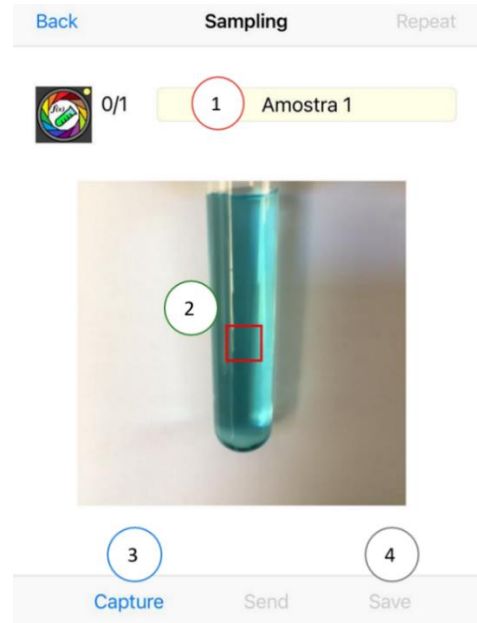 Back Sampling Repeat
0/1 1 Amostra 1
2
3 4
Capture Send Save